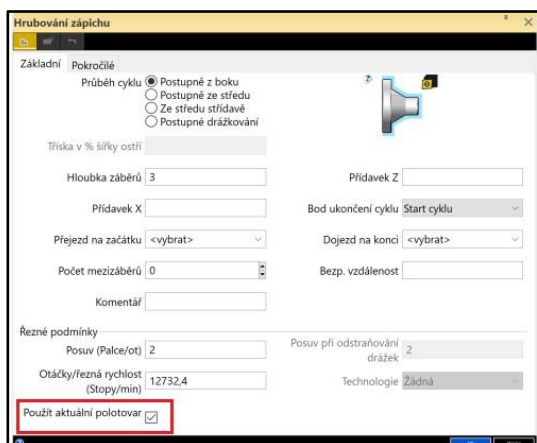 Hrubování zápichu
Základní Pokročilé
Průběh cyklu Postupně z boku
Postupně ze středu
Ze středu střídavé
Postupné drážkování
Tříska v % šířky ostří
Hloubka záběrů 3 Přídavek Z
Přídavek X Bod ukončení cyklu Start cyklu
Přejezd na začátku <vybrat> Dojezd na konci <vybrat>
Počet mezizáběrů 0 Bezp. vzdálenost
Komentář
Řezné podmínky
Posuv (Palce/ot) 2 Posuv při odstraňování drážek 2
Otáčky/řezná rychlost (Stopy/min) 12732,4 Technologie Žádná
Použít aktuální polotovar